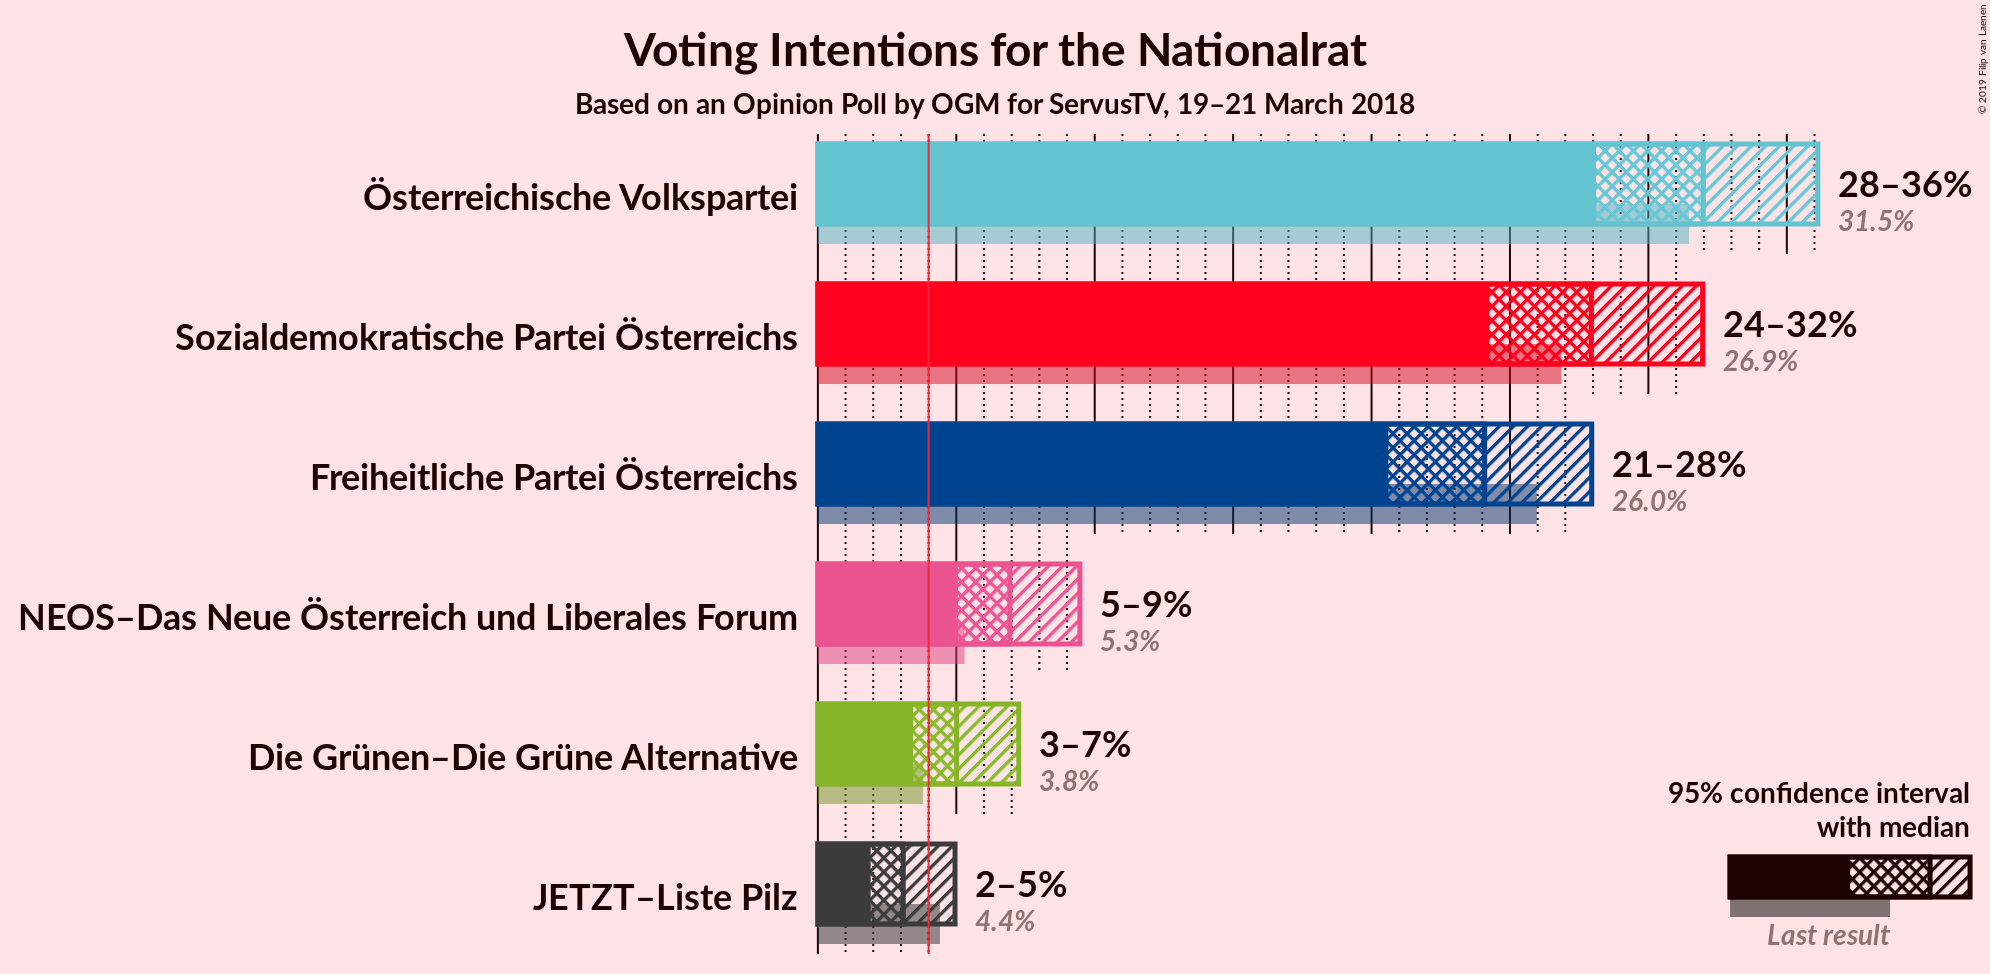 Voting Intentions for the Nationalrat
Based on an Opinion Poll by OGM for ServusTV, 19–21 March 2018
© 2019 Filip van Laenen
Österreichische Volkspartei
28–36%
31.5%
Sozialdemokratische Partei Österreichs
24–32%
26.9%
Freiheitliche Partei Österreichs
21–28%
26.0%
NEOS–Das Neue Österreich und Liberales Forum
5–9%
5.3%
Die Grünen–Die Grüne Alternative
3–7%
3.8%
JETZT–Liste Pilz
2–5%
4.4%
95% confidence interval
with median
Last result